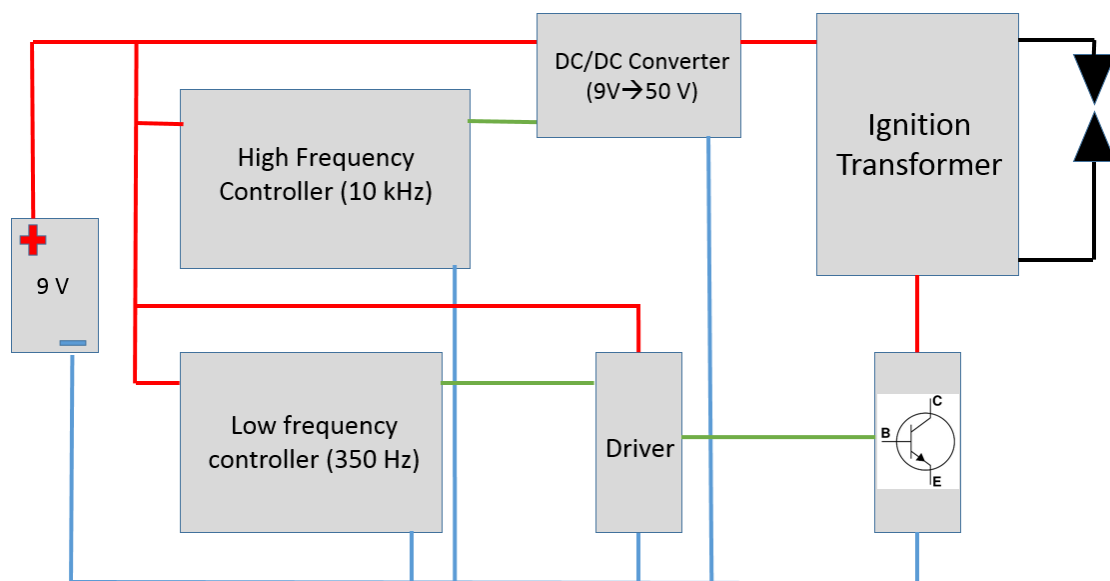 DC/DC Converter
(9V→50 V)
Ignition
Transformer
High Frequency
Controller (10 kHz)
9 V
Low frequency
controller (350 Hz)
Driver
C
B
E